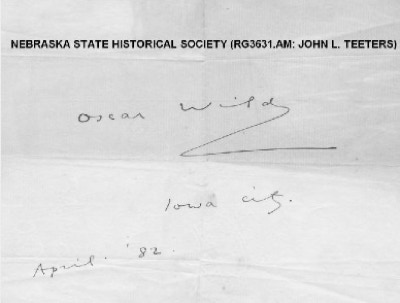 NEBRASKA STATE HISTORICAL SOCIETY (RG3631.AM: JOHN L. TEETERS)
Oscar Wilde
Iowa City.
April. '82.